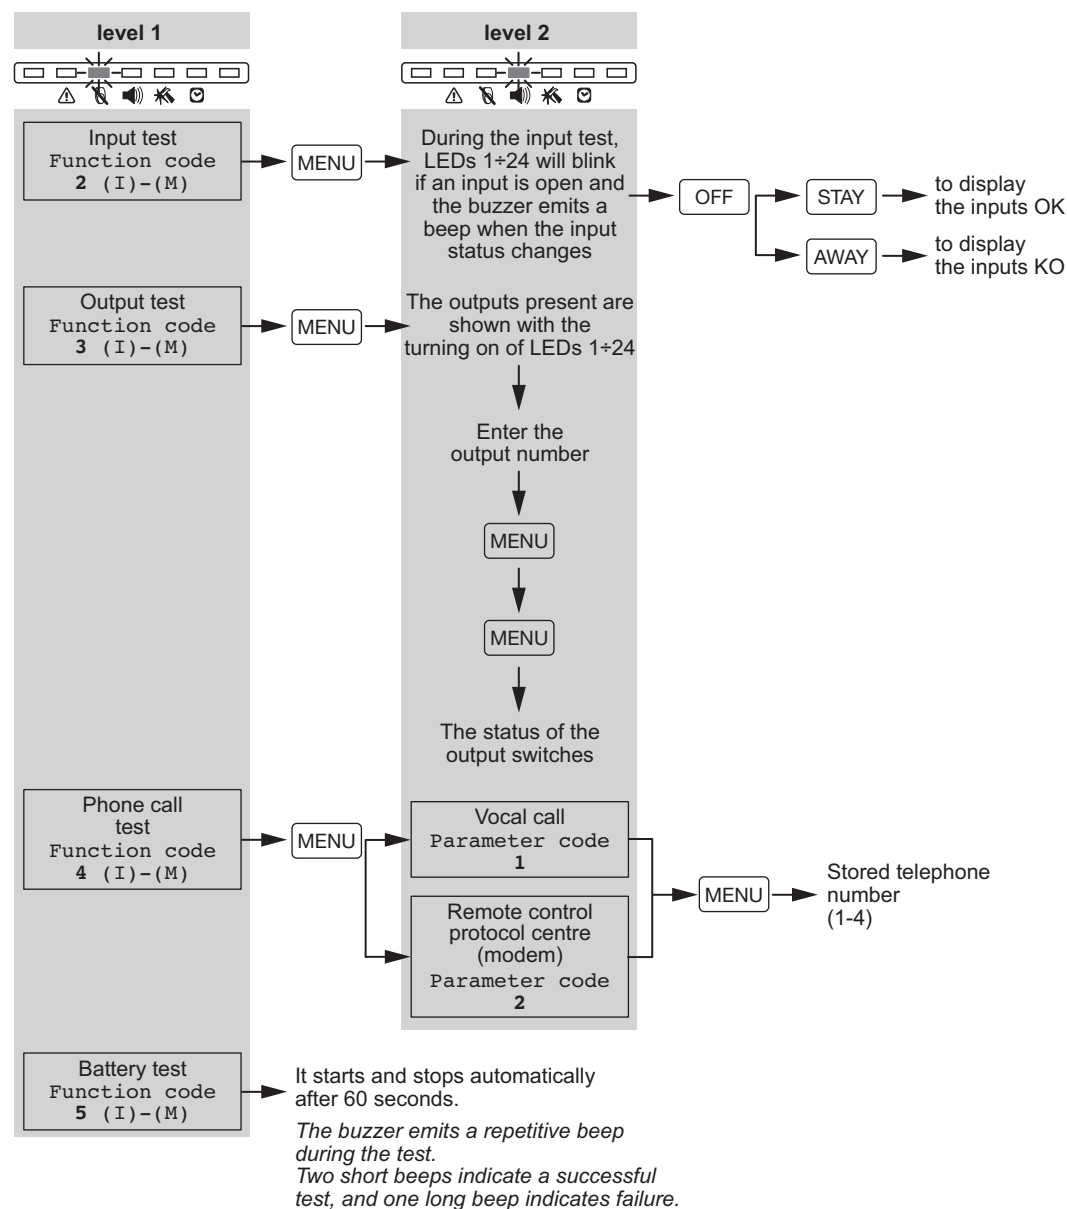 level 1
level 2
Input test
Function code
2 (I)-(M)
MENU
During the input test,
LEDs 1÷24 will blink
if an input is open and
the buzzer emits a
beep when the input
status changes
OFF
STAY
to display
the inputs OK
AWAY
to display
the inputs KO
Output test
Function code
3 (I)-(M)
MENU
The outputs present are
shown with the
turning on of LEDs 1÷24
Enter the
output number
MENU
MENU
The status of the
output switches
Phone call
test
Function code
4 (I)-(M)
MENU
Vocal call
Parameter code
1
Remote control
protocol centre
(modem)
Parameter code
2
MENU
Stored telephone
number
(1-4)
Battery test
Function code
5 (I)-(M)
It starts and stops automatically
after 60 seconds.
The buzzer emits a repetitive beep
during the test.
Two short beeps indicate a successful
test, and one long beep indicates failure.